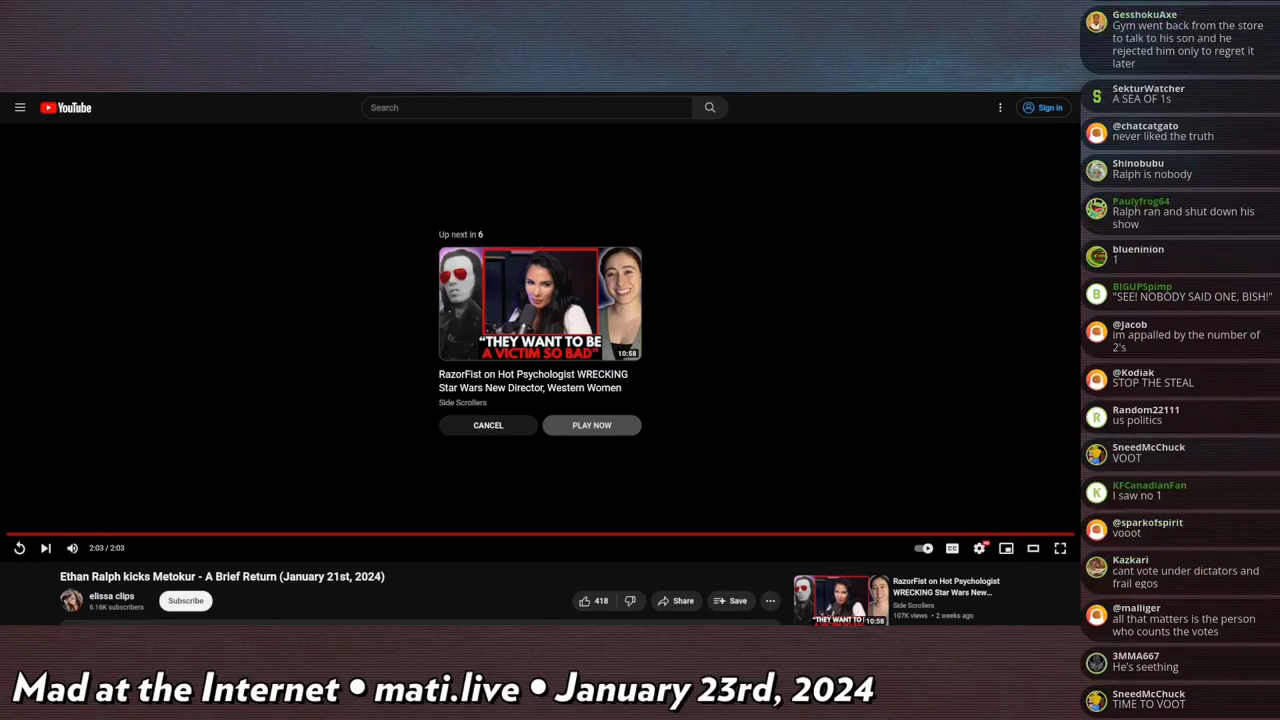 YouTube
Search
Sign in
Up next in 6
"THEY WANT TO BE
A VICTIM SO BAD"
10:58
RazorFist on Hot Psychologist WRECKING
Star Wars New Director, Western Women
Side Scrollers
CANCEL
PLAY NOW
2:03 / 2:03
CC
Ethan Ralph kicks Metokur - A Brief Return (January 21st, 2024)
elissa clips
6.16K subscribers
Subscribe
418
Share
Save
"THEY WANT TO
A VICTIM SO BAD"
10:58
RazorFist on Hot Psychologist
WRECKING Star Wars New...
Side Scrollers
107K views • 2 weeks ago
Mad at the Internet • mati.live • January 23rd, 2024
GesshokuAxe
Gym went back from the store
to talk to his son and he
rejected him only to regret it
later
S
SekturWatcher
A SEA OF 1s
@chatcatgato
never liked the truth
Shinobubu
Ralph is nobody
Paulyfrog64
Ralph ran and shut down his
show
blueninion
1
B
BIGUPSpimp
"SEE! NOBODY SAID ONE, BISH!"
@Jacob
im appalled by the number of
2's
@Kodiak
STOP THE STEAL
R
Random22111
us politics
SneedMcChuck
VOOT
K
KFCanadianFan
I saw no 1
@sparkofspirit
vooot
Kazkari
cant vote under dictators and
frail egos
@malliger
all that matters is the person
who counts the votes
3MMA667
He's seething
SneedMcChuck
TIME TO VOOT